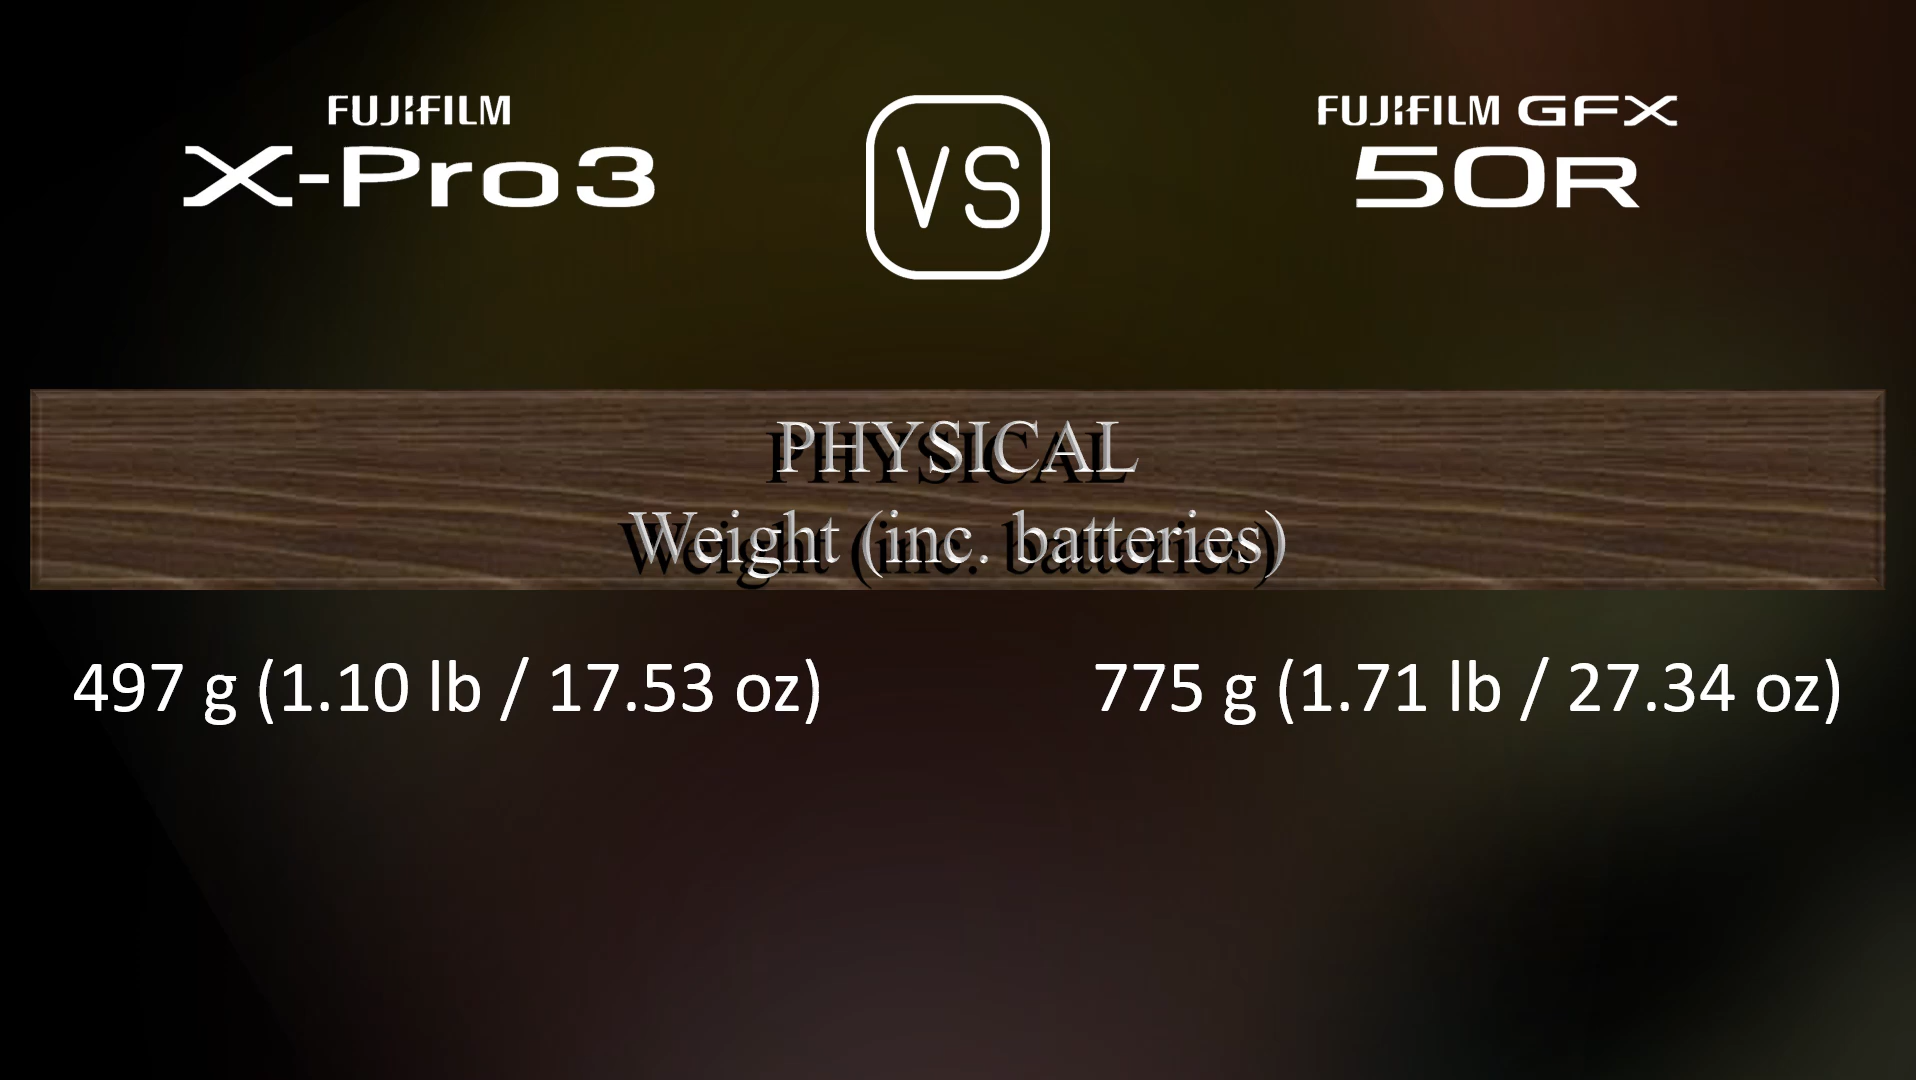 FUJIFILM
X-Pro3
VS
FUJIFILM GFX
50R
PHYSICAL
Weight (inc. batteries)
497 g (1.10 lb / 17.53 oz)
775 g (1.71 lb / 27.34 oz)